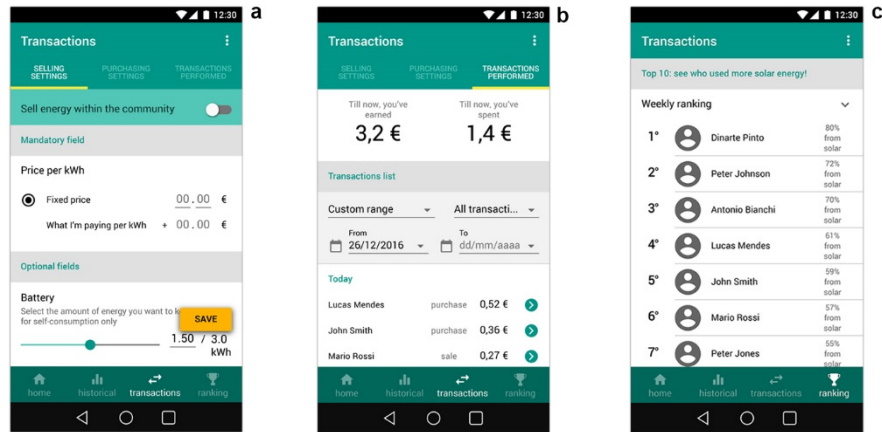 12:30
a
Transactions
SELLING SETTINGS
PURCHASING SETTINGS
TRANSACTIONS PERFORMED
Sell energy within the community
Mandatory field
Price per kWh
Fixed price 00.00 €
What I'm paying per kWh + 00.00 €
Optional fields
Battery
Select the amount of energy you want to k
for self-consumption only
SAVE
1.50 / 3.0
kWh
home historical transactions ranking
12:30
b
Transactions
SELLING SETTINGS
PURCHASING SETTINGS
TRANSACTIONS PERFORMED
Till now, you've
earned
3,2 €
Till now, you've
spent
1,4 €
Transactions list
Custom range All transacti...
From
26/12/2016
To
dd/mm/aaaa
Today
Lucas Mendes purchase 0,52 €
John Smith purchase 0,36 €
Mario Rossi sale 0,27 €
home historical transactions ranking
12:30
c
Transactions
Top 10: see who used more solar energy!
Weekly ranking
1° Dinarte Pinto 80% from solar
2° Peter Johnson 72% from solar
3° Antonio Bianchi 70% from solar
4° Lucas Mendes 61% from solar
5° John Smith 59% from solar
6° Mario Rossi 57% from solar
7° Peter Jones 55% from solar
home historical transactions ranking